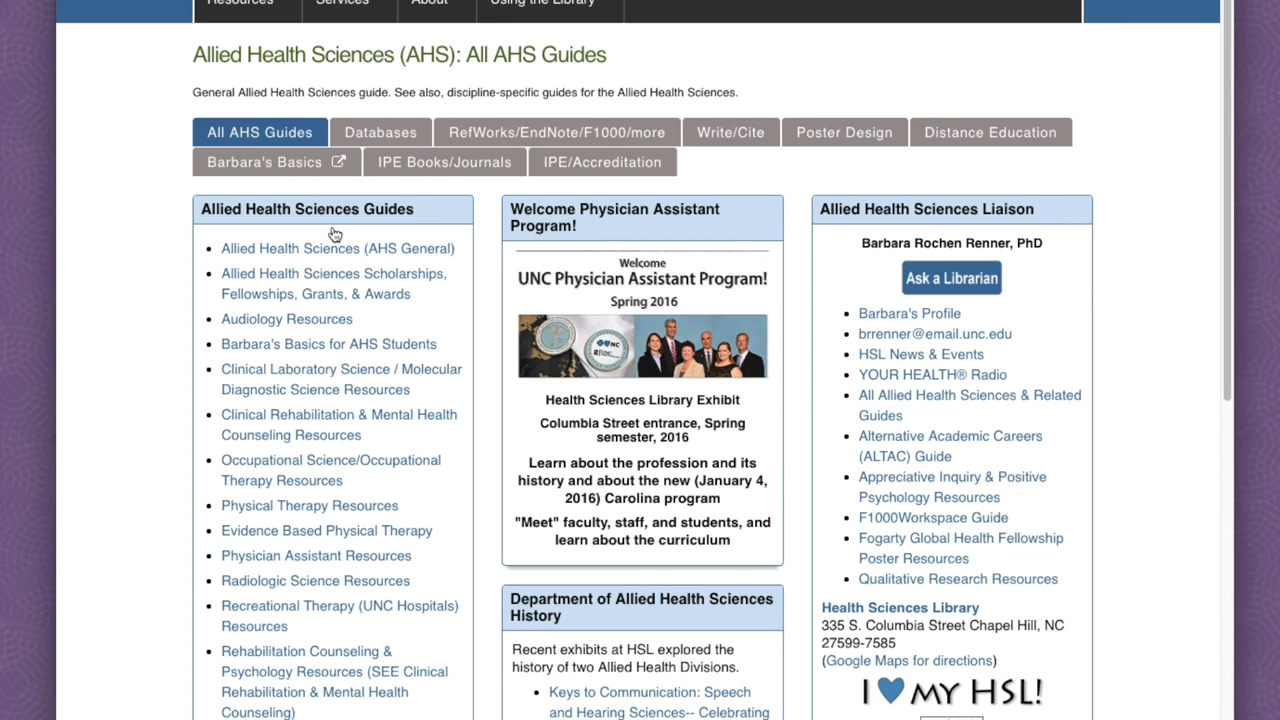 Resources
Services
About
Using the Library
Allied Health Sciences (AHS): All AHS Guides
General Allied Health Sciences guide. See also, discipline-specific guides for the Allied Health Sciences.
All AHS Guides
Databases
RefWorks/EndNote/F1000/more
Write/Cite
Poster Design
Distance Education
Barbara's Basics
IPE Books/Journals
IPE/Accreditation
Allied Health Sciences Guides
Allied Health Sciences (AHS General)
Allied Health Sciences Scholarships,
Fellowships, Grants, & Awards
Audiology Resources
Barbara's Basics for AHS Students
Clinical Laboratory Science / Molecular
Diagnostic Science Resources
Clinical Rehabilitation & Mental Health
Counseling Resources
Occupational Science/Occupational
Therapy Resources
Physical Therapy Resources
Evidence Based Physical Therapy
Physician Assistant Resources
Radiologic Science Resources
Recreational Therapy (UNC Hospitals)
Resources
Rehabilitation Counseling &
Psychology Resources (SEE Clinical
Rehabilitation & Mental Health
Counseling)
Welcome Physician Assistant
Program!
Welcome
UNC Physician Assistant Program!
Spring 2016
Health Sciences Library Exhibit
Columbia Street entrance, Spring
semester, 2016
Learn about the profession and its
history and about the new (January 4,
2016) Carolina program
"Meet" faculty, staff, and students, and
learn about the curriculum
Department of Allied Health Sciences
History
Recent exhibits at HSL explored the
history of two Allied Health Divisions.
Keys to Communication: Speech
and Hearing Sciences-- Celebrating
Allied Health Sciences Liaison
Barbara Rochen Renner, PhD
Ask a Librarian
Barbara's Profile
brrenner@email.unc.edu
HSL News & Events
YOUR HEALTH® Radio
All Allied Health Sciences & Related
Guides
Alternative Academic Careers
(ALTAC) Guide
Appreciative Inquiry & Positive
Psychology Resources
F1000Workspace Guide
Fogarty Global Health Fellowship
Poster Resources
Qualitative Research Resources
Health Sciences Library
335 S. Columbia Street Chapel Hill, NC
27599-7585
(Google Maps for directions)
I MY HSL!